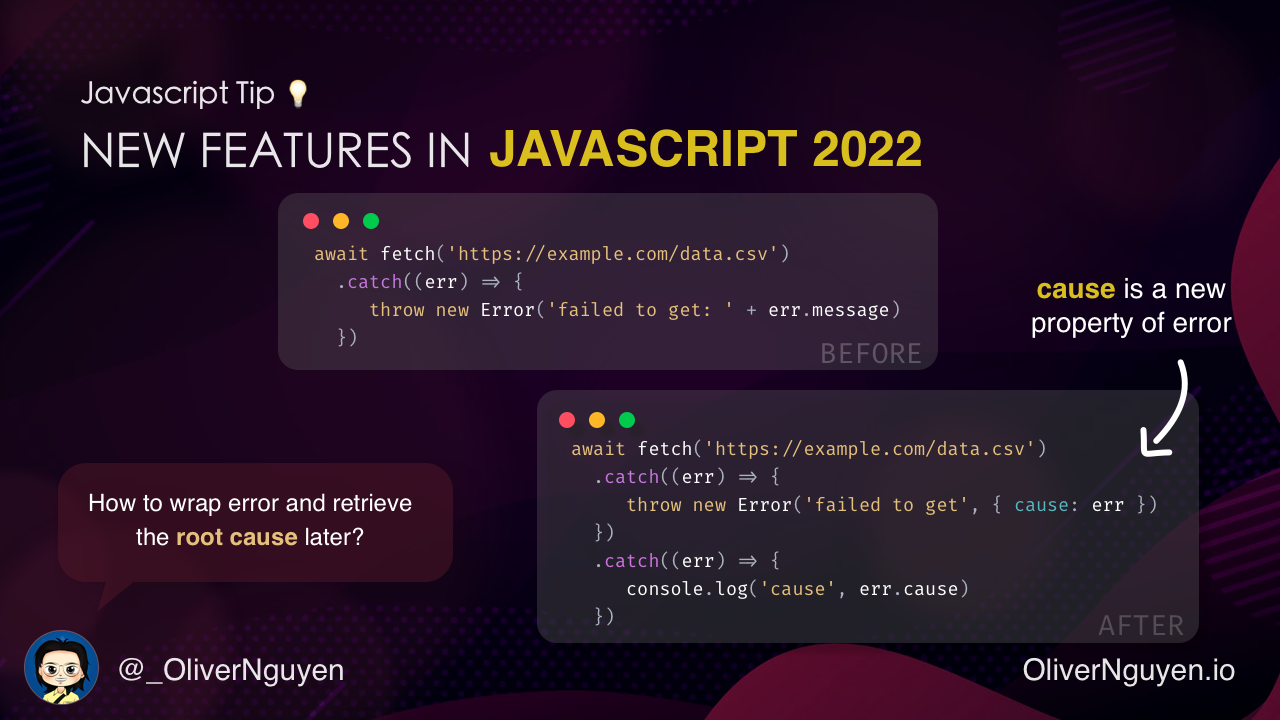 Javascript Tip 💡
NEW FEATURES IN JAVASCRIPT 2022
await fetch('https://example.com/data.csv')
  .catch((err) => {
     throw new Error('failed to get: ' + err.message)
  })
BEFORE
cause is a new
property of error
await fetch('https://example.com/data.csv')
  .catch((err) => {
     throw new Error('failed to get', { cause: err })
  })
  .catch((err) => {
     console.log('cause', err.cause)
  })
AFTER
How to wrap error and retrieve
the root cause later?
@_OliverNguyen
OliverNguyen.io